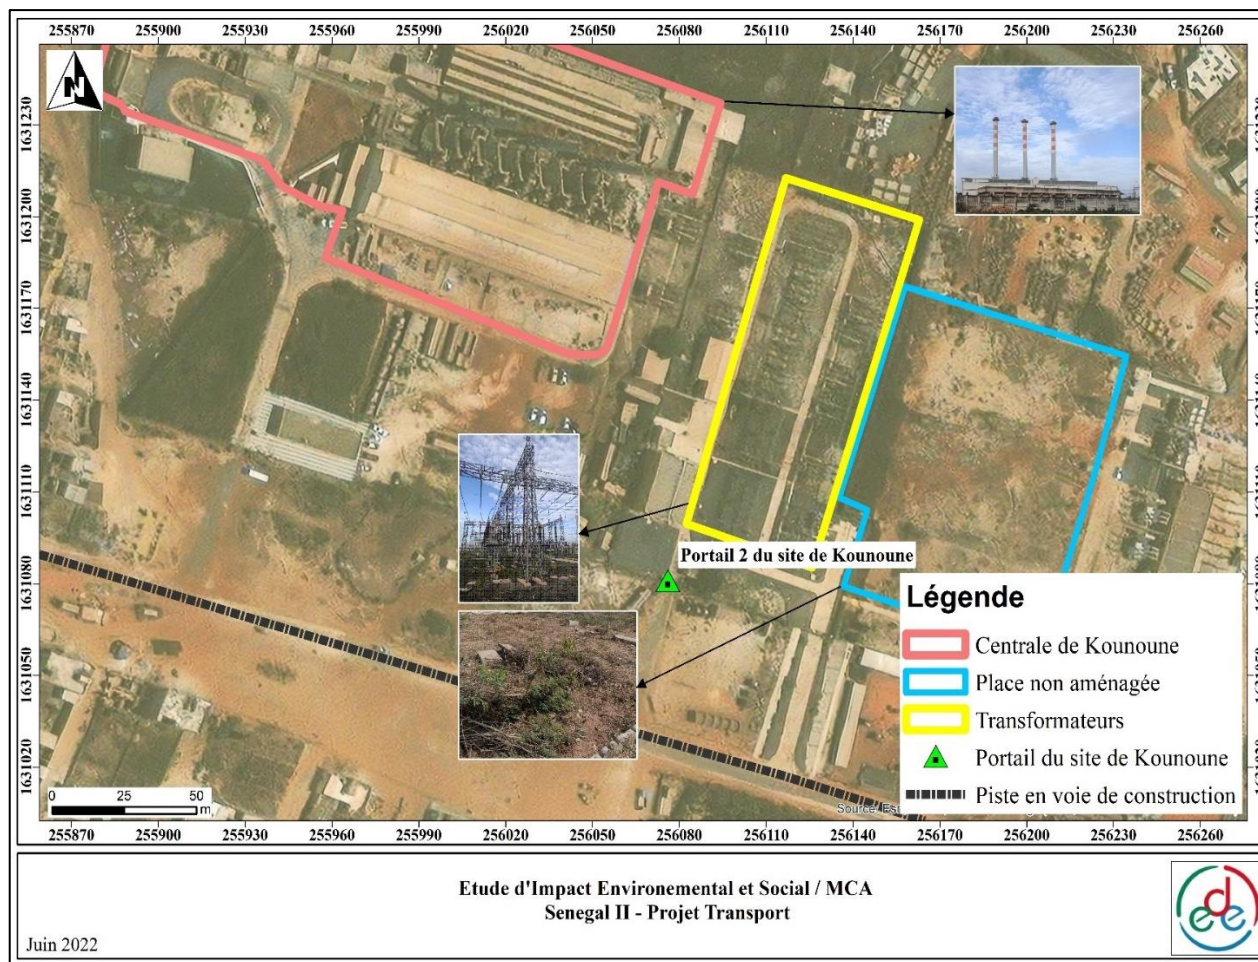 255870 255900 255930 255960 255990 256020 256050 256080 256110 256140 256170 256200 256230 256260
N
1631230
1631200
1631170
1631140
1631110
1631080
1631050
1631020
Portail 2 du site de Kounoune
Légende
Centrale de Kounoune
Place non aménagée
Transformateurs
Portail du site de Kounoune
Piste en voie de construction
0 25 50
m
Source: Es
255870 255900 255930 255960 255990 256020 256050 256080 256110 256140 256170 256200 256230 256260
Etude d'Impact Environemental et Social / MCA
Senegal II - Projet Transport
Juin 2022
ede